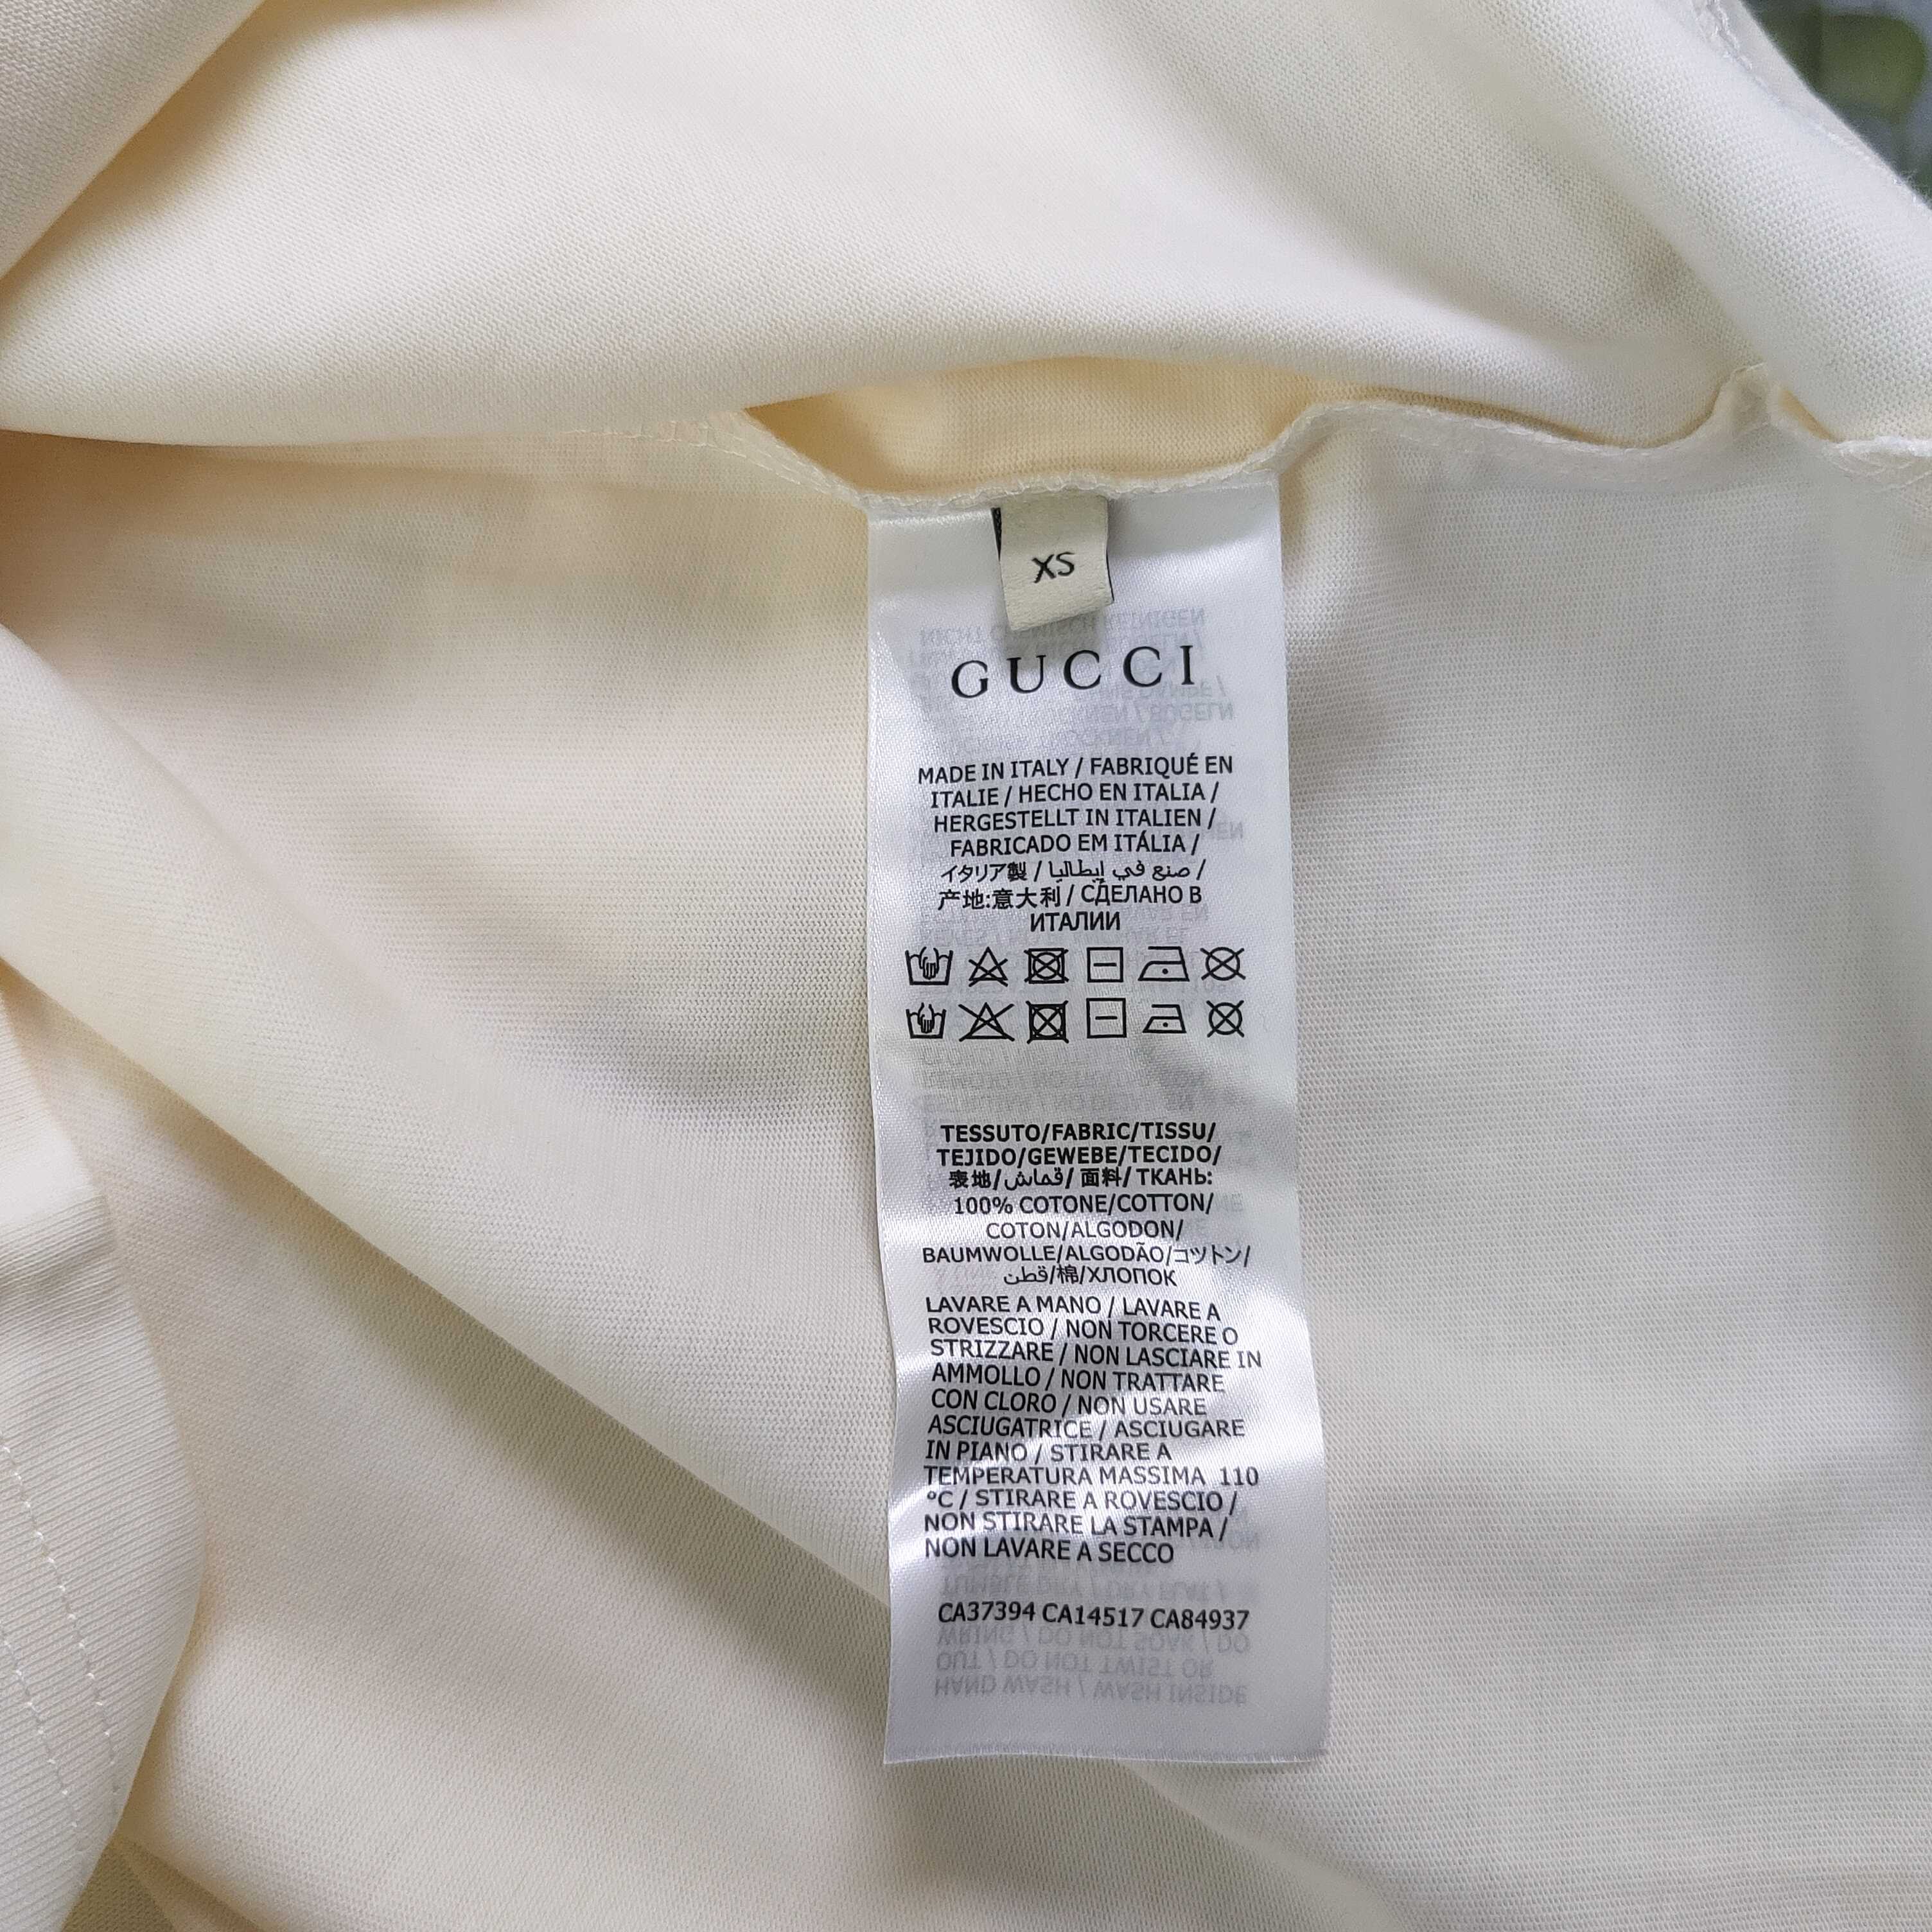 XS
GUCCI
MADE IN ITALY / FABRIQUÉ EN
ITALIE / HECHO EN ITALIA /
HERGESTELLT IN ITALIEN /
FABRICADO EM ITÁLIA /
イタリア製 / صنع في إيطاليا /
产地:意大利 / СДЕЛАНО В
ИТАЛИИ
TESSUTO/FABRIC/TISSU/
TEJIDO/GEWEBE/TECIDO/
表地/قماش/ 面料/ ТКАНЬ:
100% COTONE/COTTON/
COTON/ALGODON/
BAUMWOLLE/ALGODÃO/コットン/
قطن/棉/ХЛОПОК
LAVARE A MANO / LAVARE A
ROVESCIO / NON TORCERE O
STRIZZARE / NON LASCIARE IN
AMMOLLO / NON TRATTARE
CON CLORO / NON USARE
ASCIUGATRICE / ASCIUGARE
IN PIANO / STIRARE A
TEMPERATURA MASSIMA 110
°C / STIRARE A ROVESCIO /
NON STIRARE LA STAMPA /
NON LAVARE A SECCO
CA37394 CA14517 CA84937